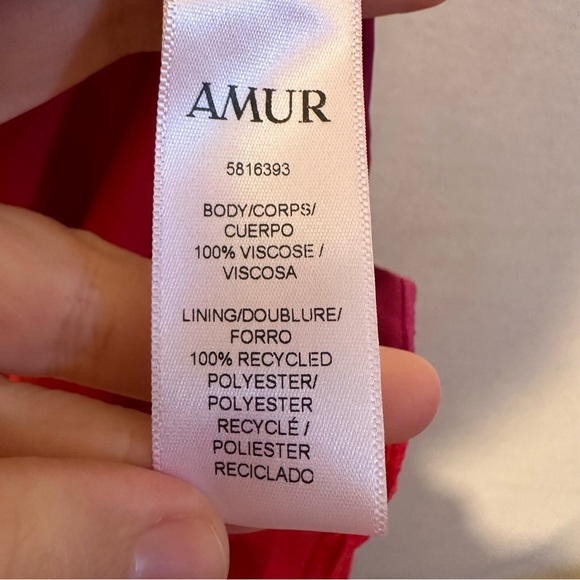 AMUR
5816393
BODY/CORPS/
CUERPO
100% VISCOSE /
VISCOSA
LINING/DOUBLURE/
FORRO
100% RECYCLED
POLYESTER/
POLYESTER
RECYCLÉ /
POLIESTER
RECICLADO